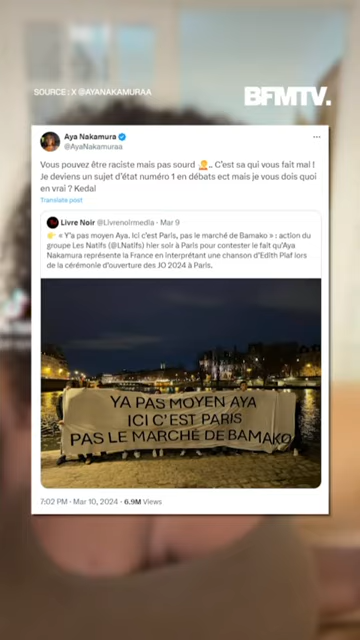 SOURCE : X @AYANAKAMURAA
BFMTV.
Aya Nakamura
@AyaNakamuraa
Vous pouvez être raciste mais pas sourd 🤦.. C'est sa qui vous fait mal !
Je deviens un sujet d'état numéro 1 en débats ect mais je vous dois quoi
en vrai ? Kedal
Translate post
Livre Noir @Livrenoirmedia · Mar 9
👉 « Y'a pas moyen Aya. Ici c'est Paris, pas le marché de Bamako » : action du
groupe Les Natifs (@LNatifs) hier soir à Paris pour contester le fait qu'Aya
Nakamura représente la France en interprétant une chanson d'Edith Piaf lors
de la cérémonie d'ouverture des JO 2024 à Paris.
YA PAS MOYEN AYA
ICI C'EST PARIS
PAS LE MARCHÉ DE BAMAKO
7:02 PM · Mar 10, 2024 · 6.9M Views